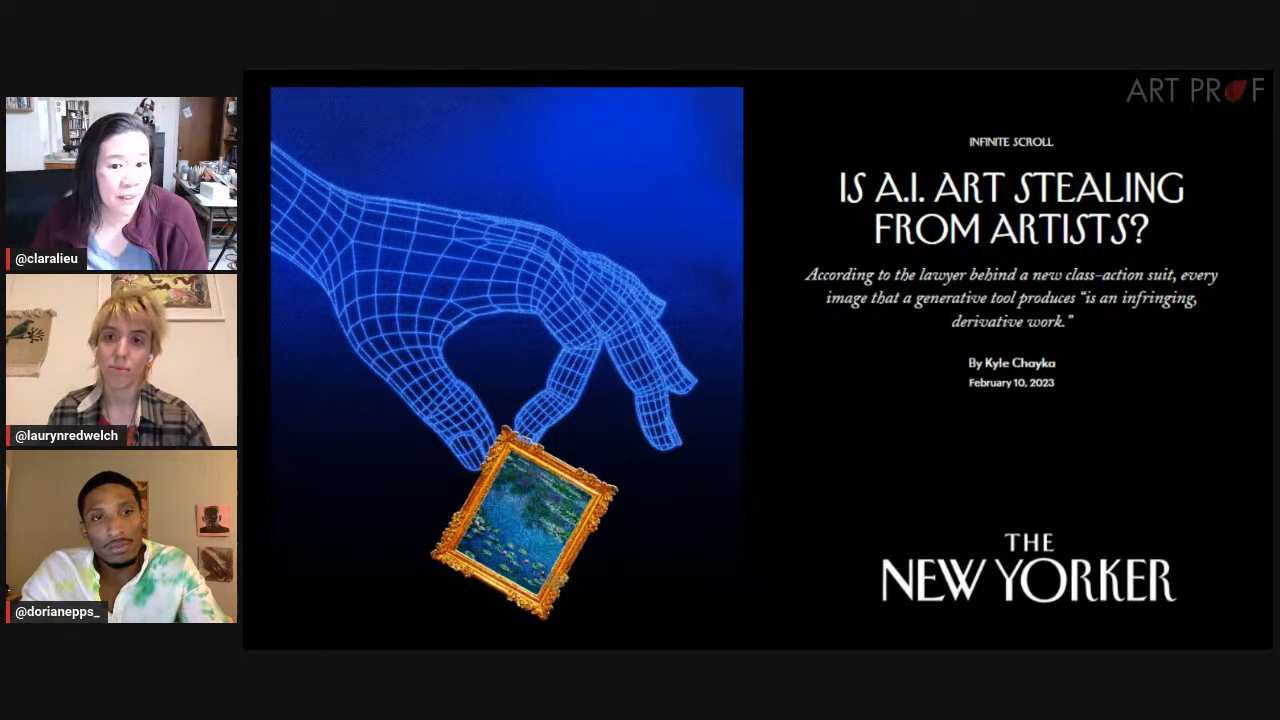 ART PROF
@claralieu
@laurynredwelch
@dorianepps_
INFINITE SCROLL
IS A.I. ART STEALING
FROM ARTISTS?
According to the lawyer behind a new class-action suit, every
image that a generative tool produces “is an infringing,
derivative work.”
By Kyle Chayka
February 10, 2023
THE
NEW YORKER